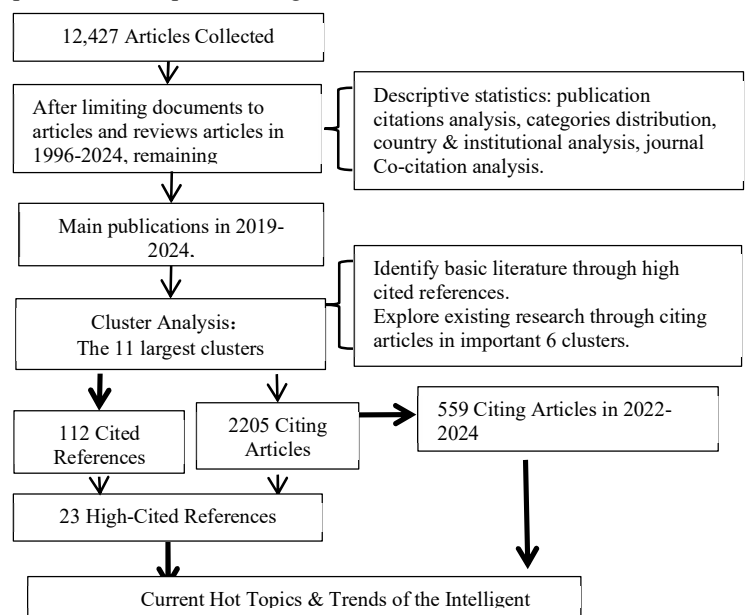 12,427 Articles Collected
After limiting documents to
articles and reviews articles in
1996-2024, remaining
Descriptive statistics: publication
citations analysis, categories distribution,
country & institutional analysis, journal
Co-citation analysis.
Main publications in 2019-
2024.
Identify basic literature through high
cited references.
Explore existing research through citing
articles in important 6 clusters.
Cluster Analysis：
The 11 largest clusters
112 Cited
References
2205 Citing
Articles
559 Citing Articles in 2022-
2024
23 High-Cited References
Current Hot Topics & Trends of the Intelligent